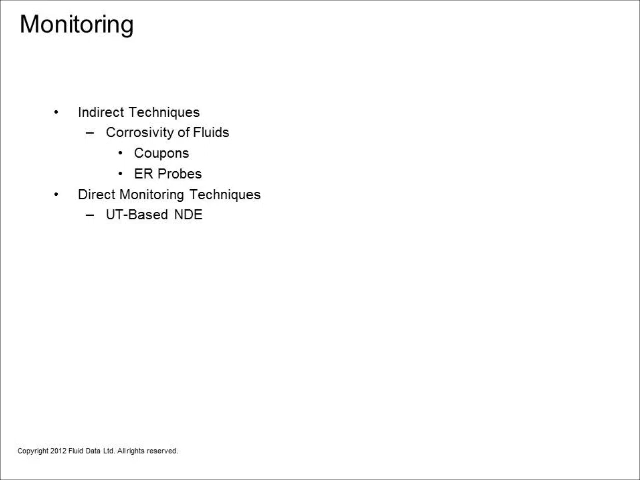 Monitoring
• Indirect Techniques
– Corrosivity of Fluids
• Coupons
• ER Probes
• Direct Monitoring Techniques
– UT-Based NDE
Copyright 2012 Fluid Data Ltd. All rights reserved.